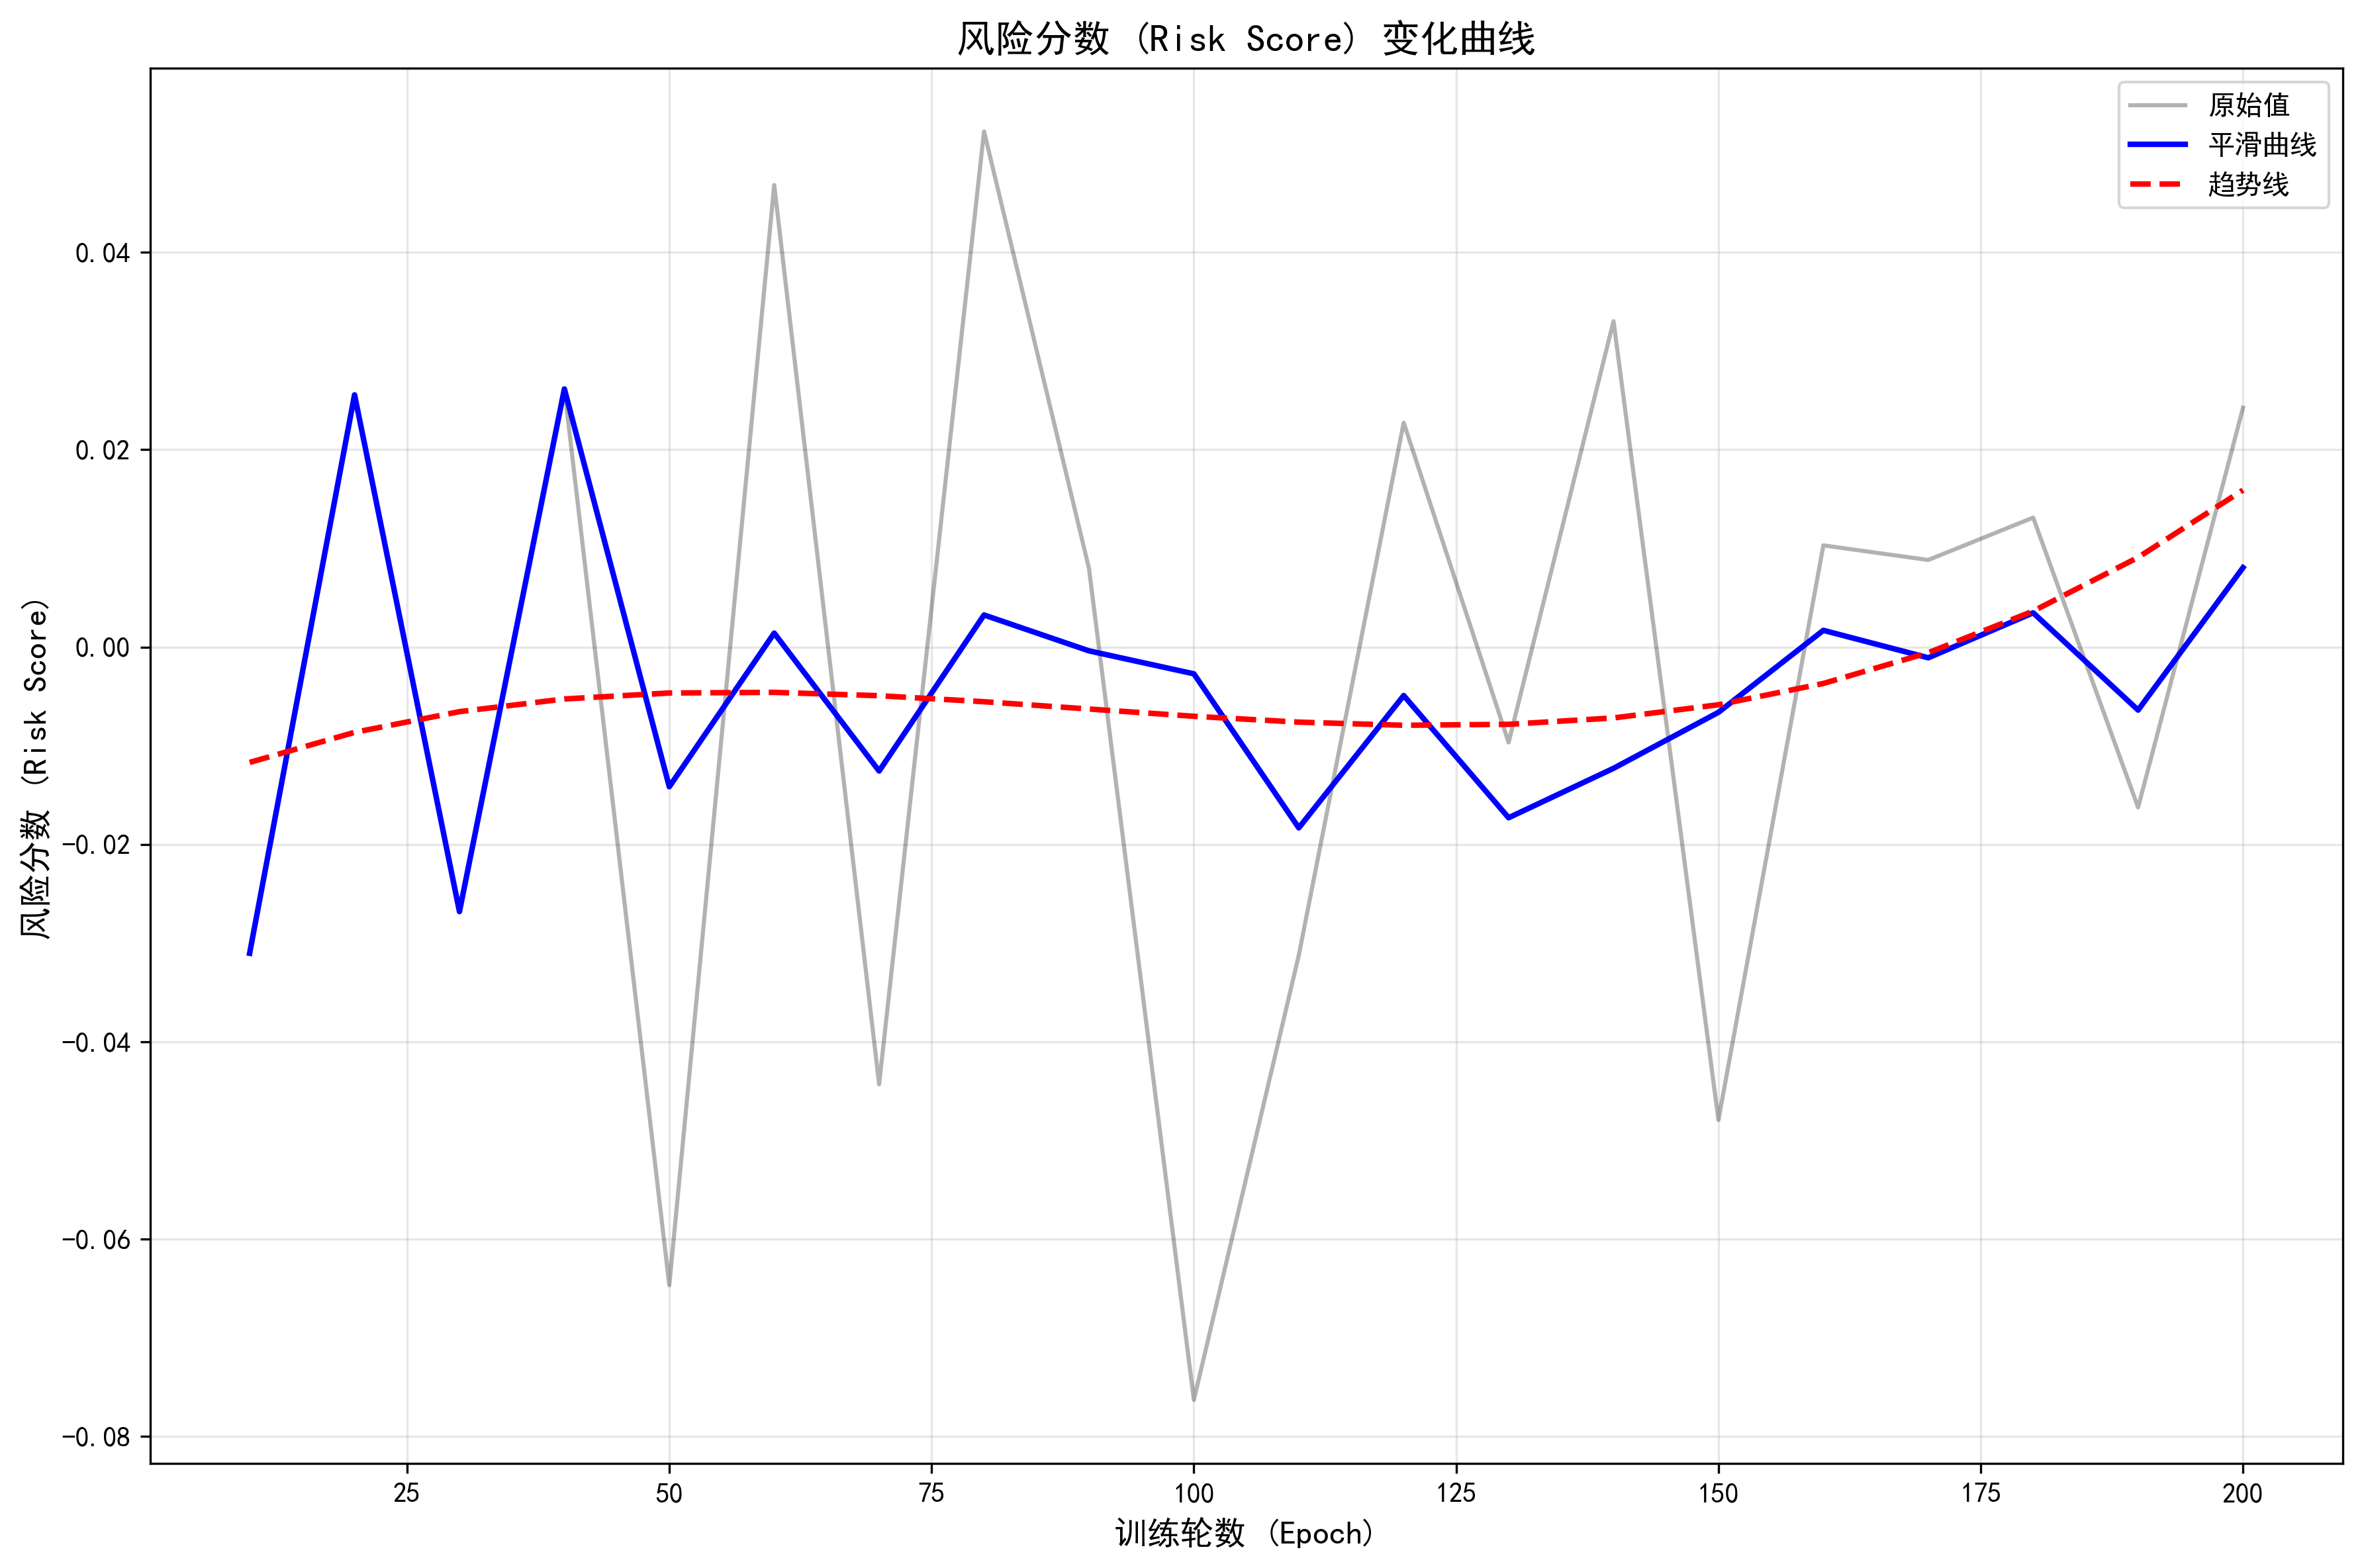 风险分数 (Risk Score) 变化曲线
原始值
平滑曲线
趋势线
风险分数 (Risk Score)
0.04
0.02
0.00
−0.02
−0.04
−0.06
−0.08
25 50 75 100 125 150 175 200
训练轮数 (Epoch)